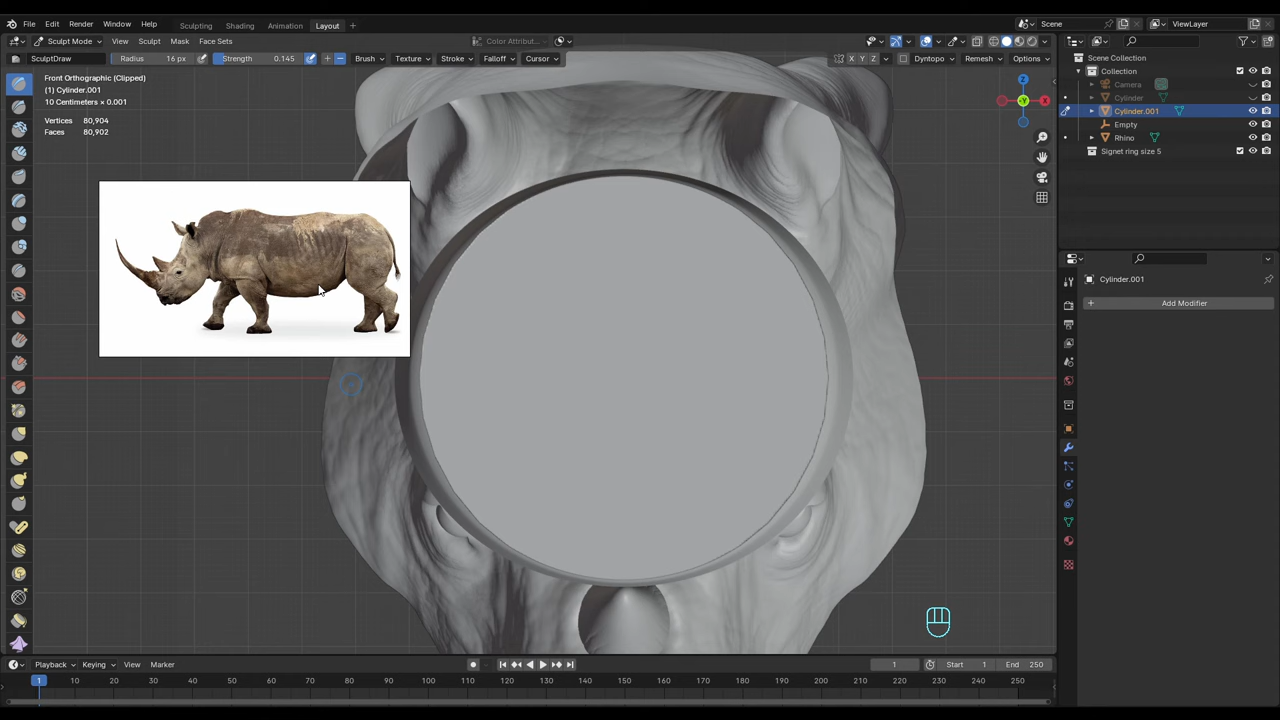 File Edit Render Window Help Sculpting Shading Animation Layout + Scene ViewLayer
Sculpt Mode View Sculpt Mask Face Sets Color Attribut...
SculptDraw Radius 16 px Strength 0.145 + − Brush Texture Stroke Falloff Cursor X Y Z Dyntopo Remesh Options
Front Orthographic (Clipped)
(1) Cylinder.001
10 Centimeters × 0.001
Vertices 80,904
Faces 80,902
Z
Y
X
Scene Collection
Collection
Camera
Cylinder
Cylinder.001
Empty
Rhino
Signet ring size 5
Cylinder.001
+ Add Modifier
Playback Keying View Marker 1 Start 1 End 250
1 10 20 30 40 50 60 70 80 90 100 110 120 130 140 150 160 170 180 190 200 210 220 230 240 250